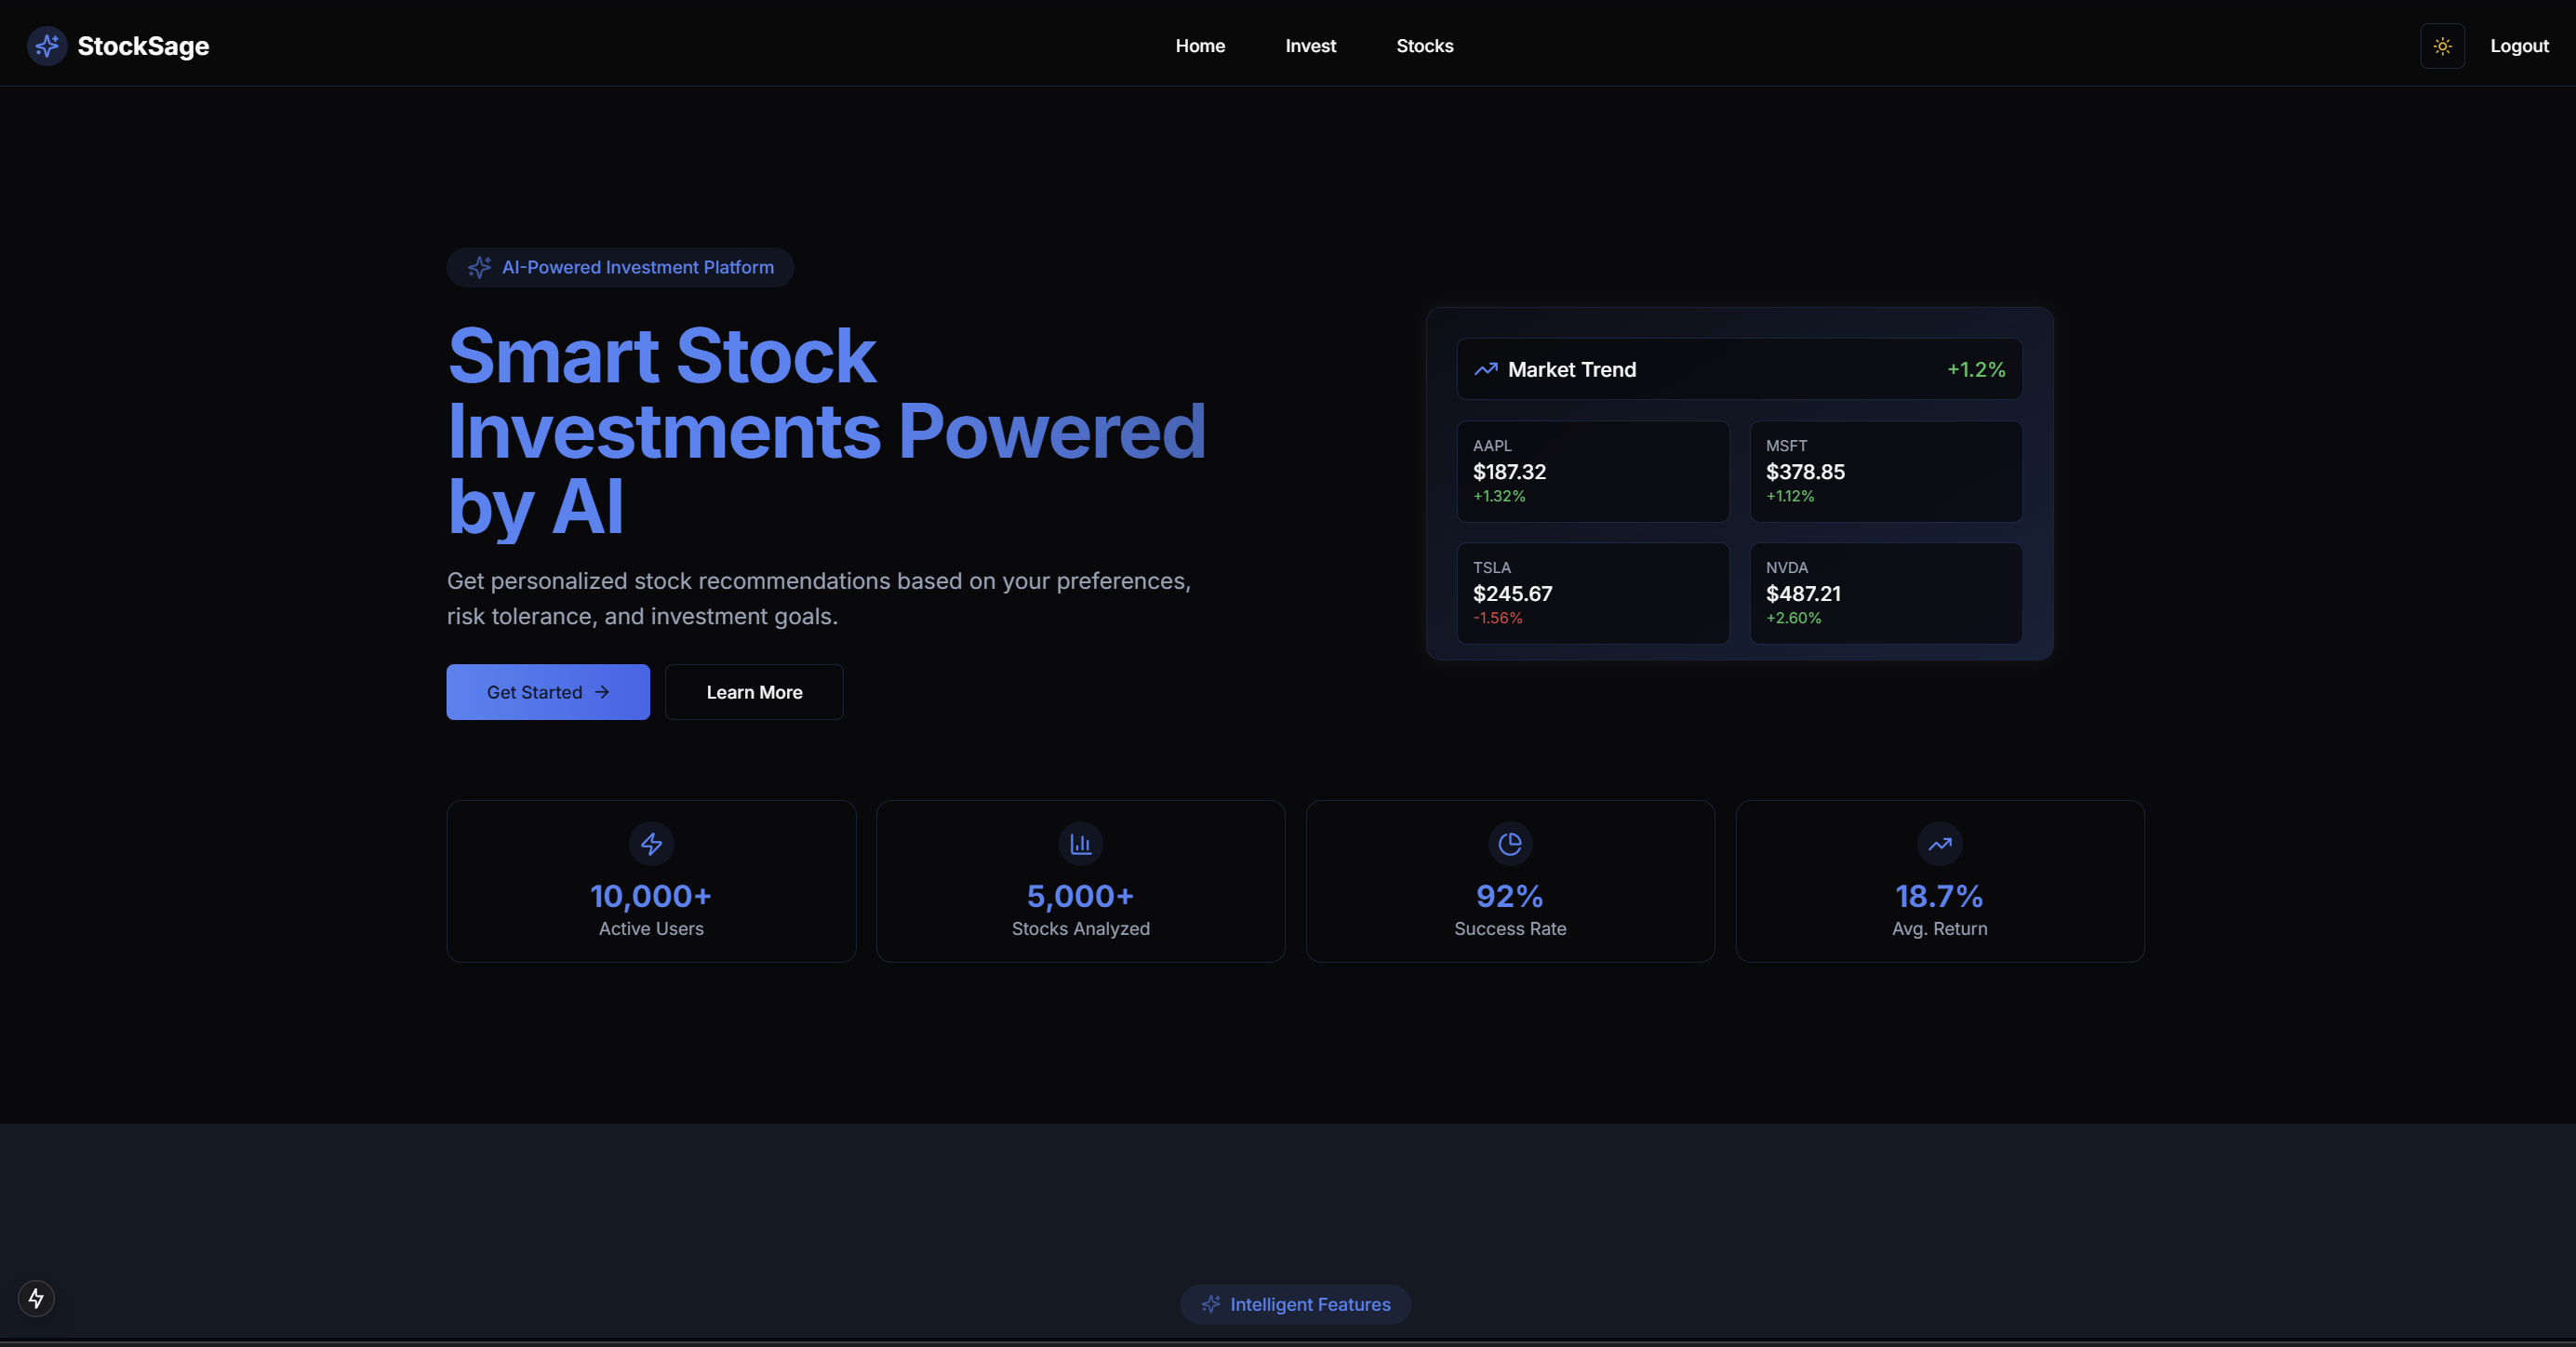 StockSage
Home
Invest
Stocks
Logout
AI-Powered Investment Platform
Smart Stock
Investments Powered
by AI
Get personalized stock recommendations based on your preferences,
risk tolerance, and investment goals.
Get Started
Learn More
Market Trend
+1.2%
AAPL
$187.32
+1.32%
MSFT
$378.85
+1.12%
TSLA
$245.67
-1.56%
NVDA
$487.21
+2.60%
10,000+
Active Users
5,000+
Stocks Analyzed
92%
Success Rate
18.7%
Avg. Return
Intelligent Features